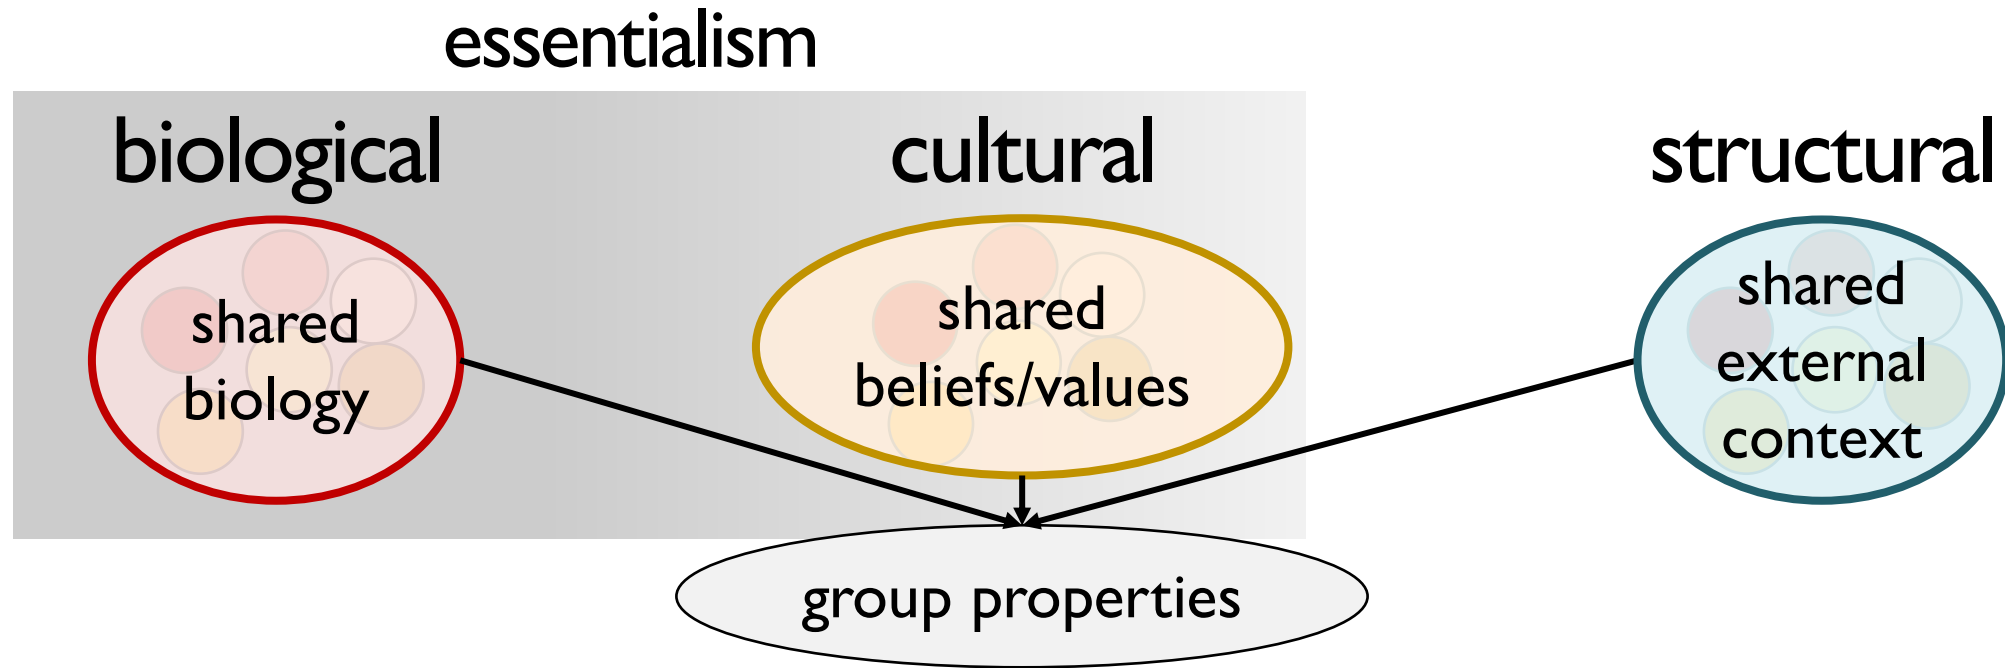 essentialism
biological
cultural
structural
shared
biology
shared
beliefs/values
shared
external
context
group properties